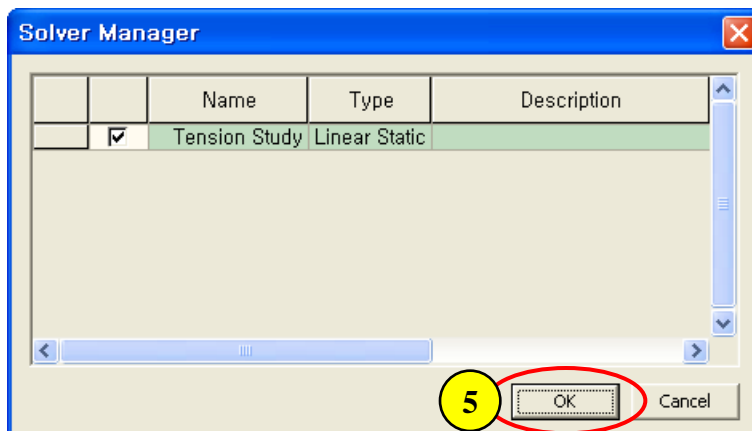 Solver Manager
Name Type Description
Tension Study Linear Static
5 OK Cancel